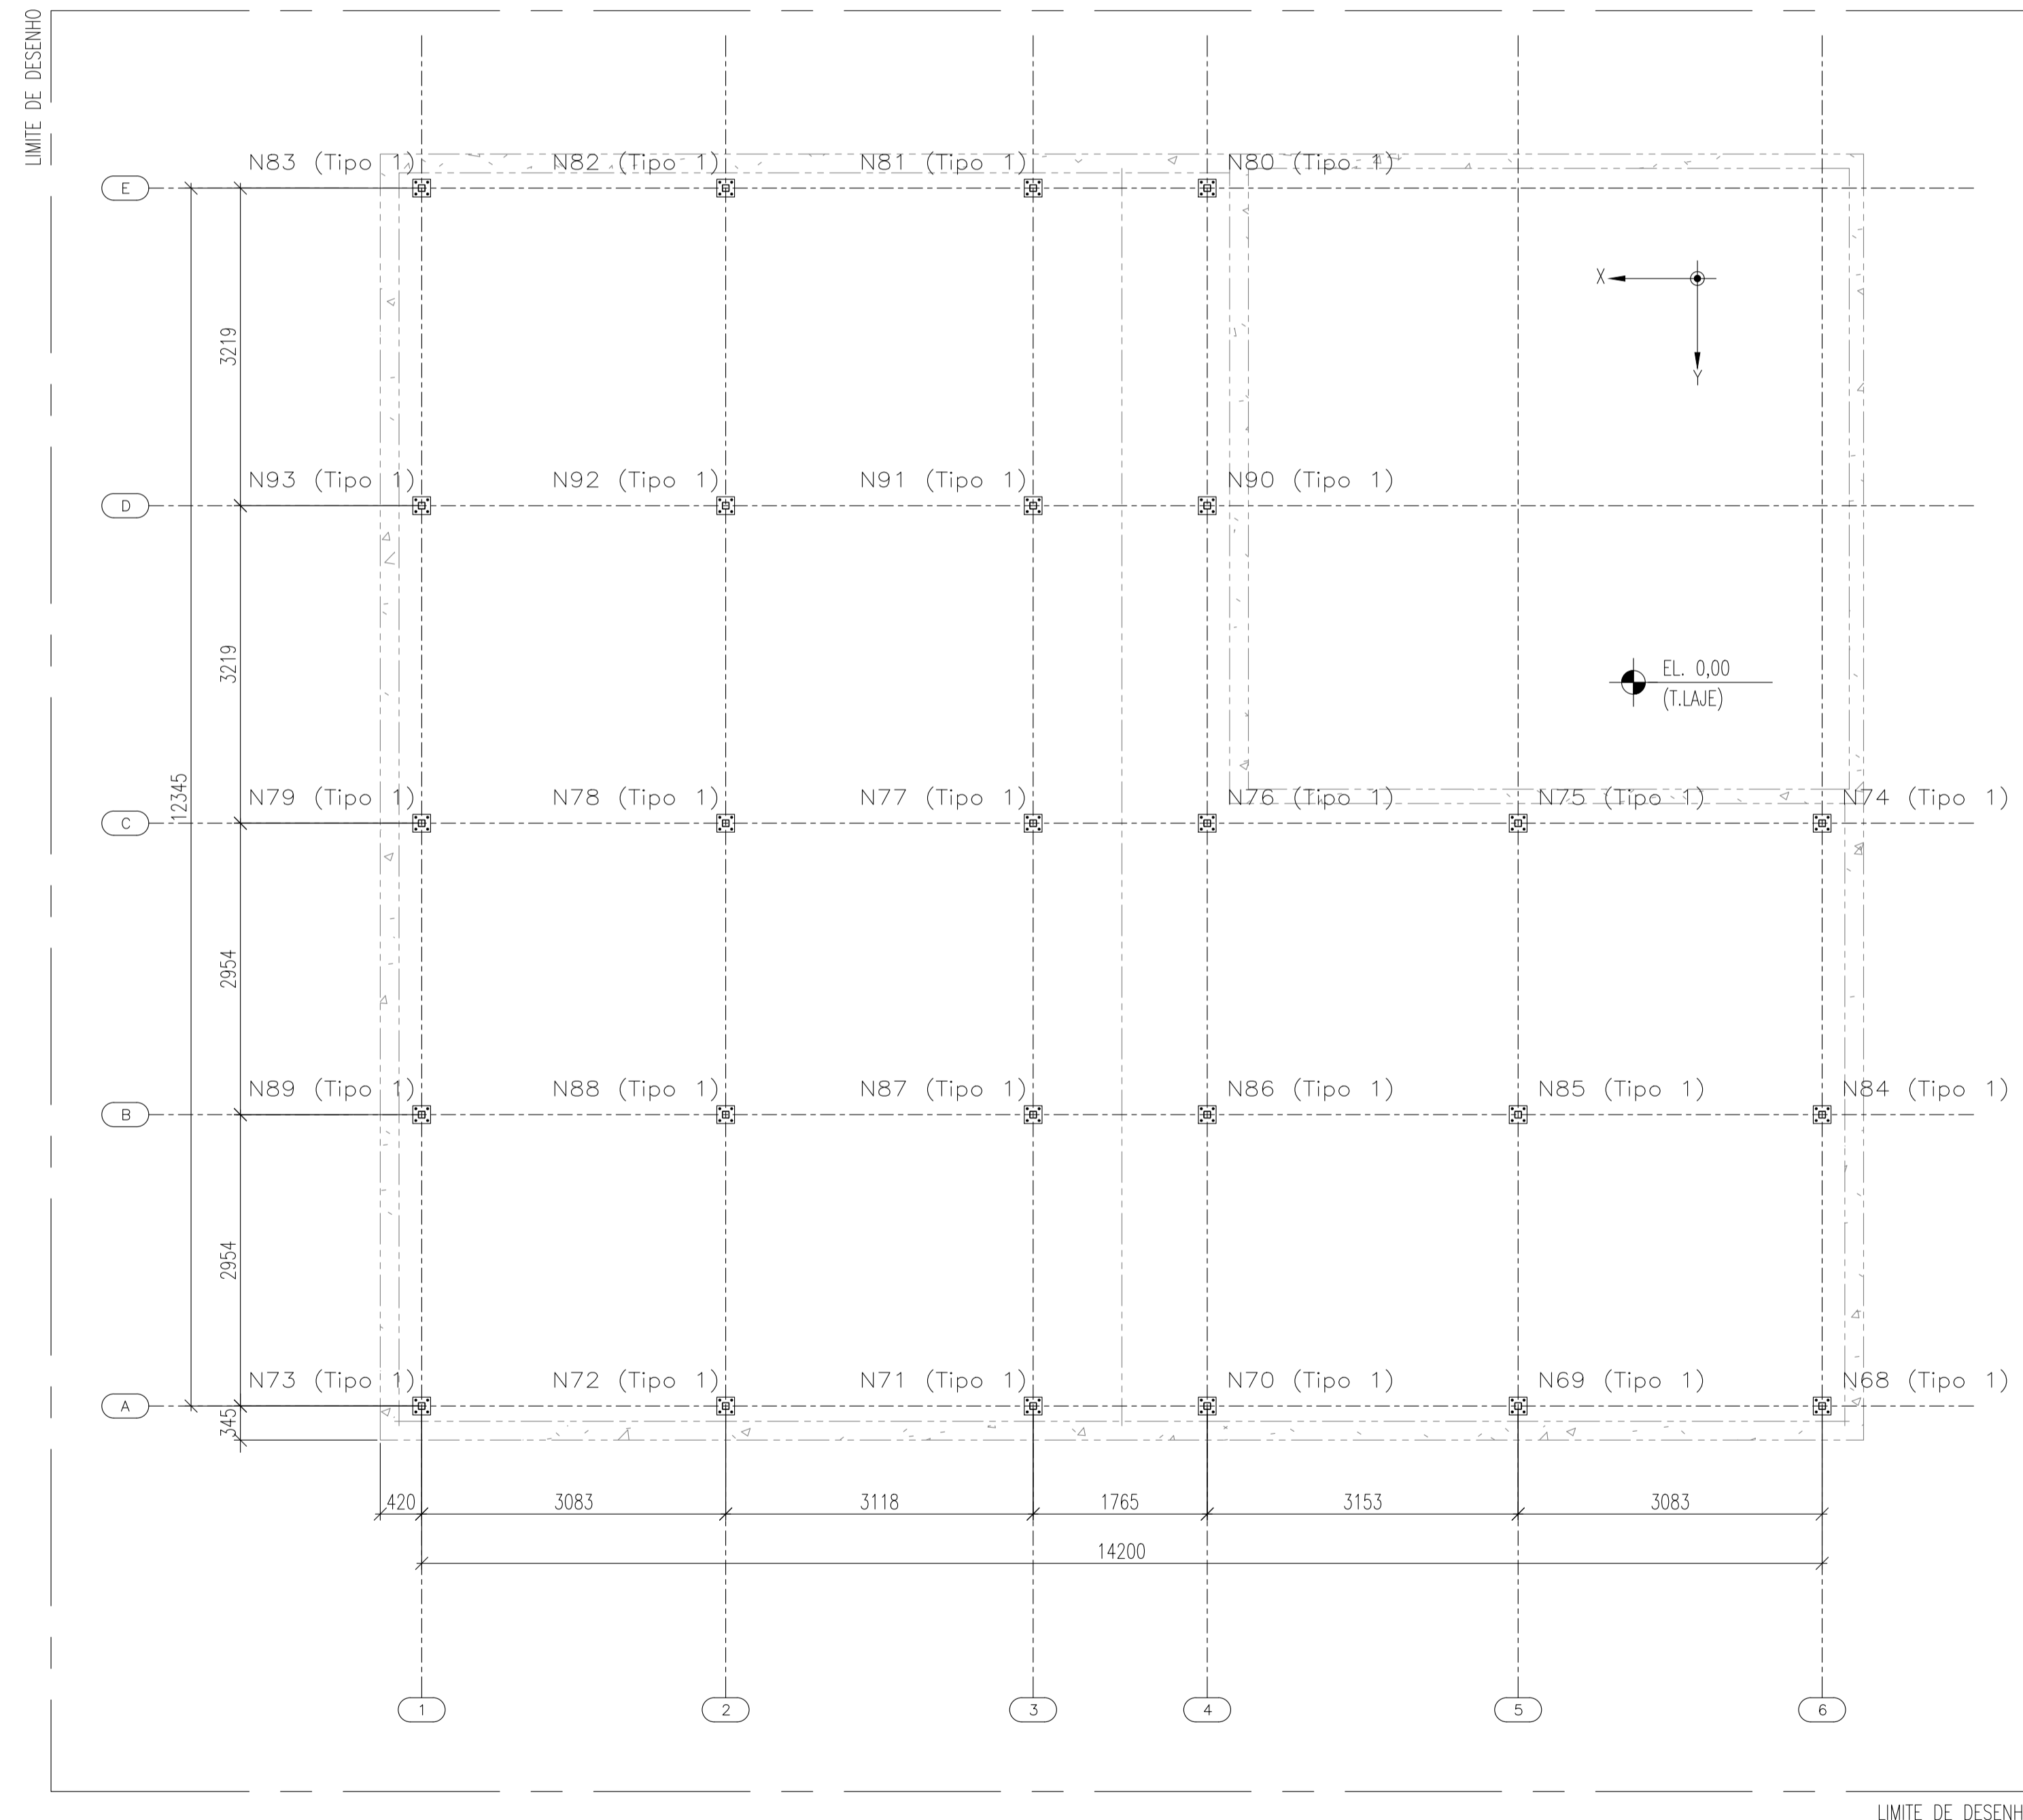 LIMITE DE DESENHO
N83 (Tipo 1) N82 (Tipo 1) N81 (Tipo 1) N80 (Tipo 1)
E
X
Y
3219
N93 (Tipo 1) N92 (Tipo 1) N91 (Tipo 1) N90 (Tipo 1)
D
3219
EL. 0,00
(T.LAJE)
12345
N79 (Tipo 1) N78 (Tipo 1) N77 (Tipo 1) N76 (Tipo 1) N75 (Tipo 1) N74 (Tipo 1)
C
2954
N89 (Tipo 1) N88 (Tipo 1) N87 (Tipo 1) N86 (Tipo 1) N85 (Tipo 1) N84 (Tipo 1)
B
2954
N73 (Tipo 1) N72 (Tipo 1) N71 (Tipo 1) N70 (Tipo 1) N69 (Tipo 1) N68 (Tipo 1)
A
345
420 3083 3118 1765 3153 3083
14200
1 2 3 4 5 6
LIMITE DE DESENH